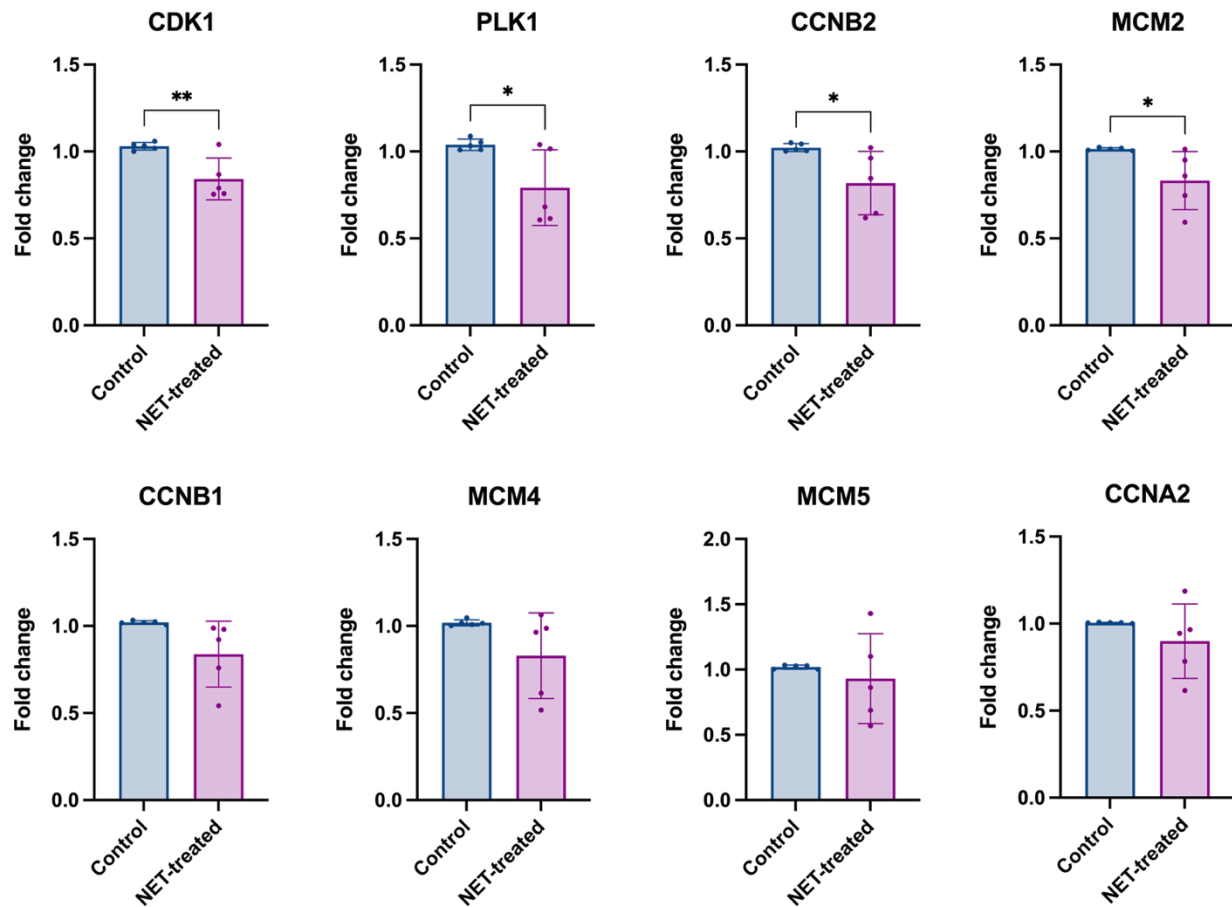 CDK1
Fold change
1.5
1.0
0.5
0.0
**
Control
NET-treated
PLK1
Fold change
1.5
1.0
0.5
0.0
*
Control
NET-treated
CCNB2
Fold change
1.5
1.0
0.5
0.0
*
Control
NET-treated
MCM2
Fold change
1.5
1.0
0.5
0.0
*
Control
NET-treated
CCNB1
Fold change
1.5
1.0
0.5
0.0
Control
NET-treated
MCM4
Fold change
1.5
1.0
0.5
0.0
Control
NET-treated
MCM5
Fold change
2.0
1.5
1.0
0.5
0.0
Control
NET-treated
CCNA2
Fold change
1.5
1.0
0.5
0.0
Control
NET-treated